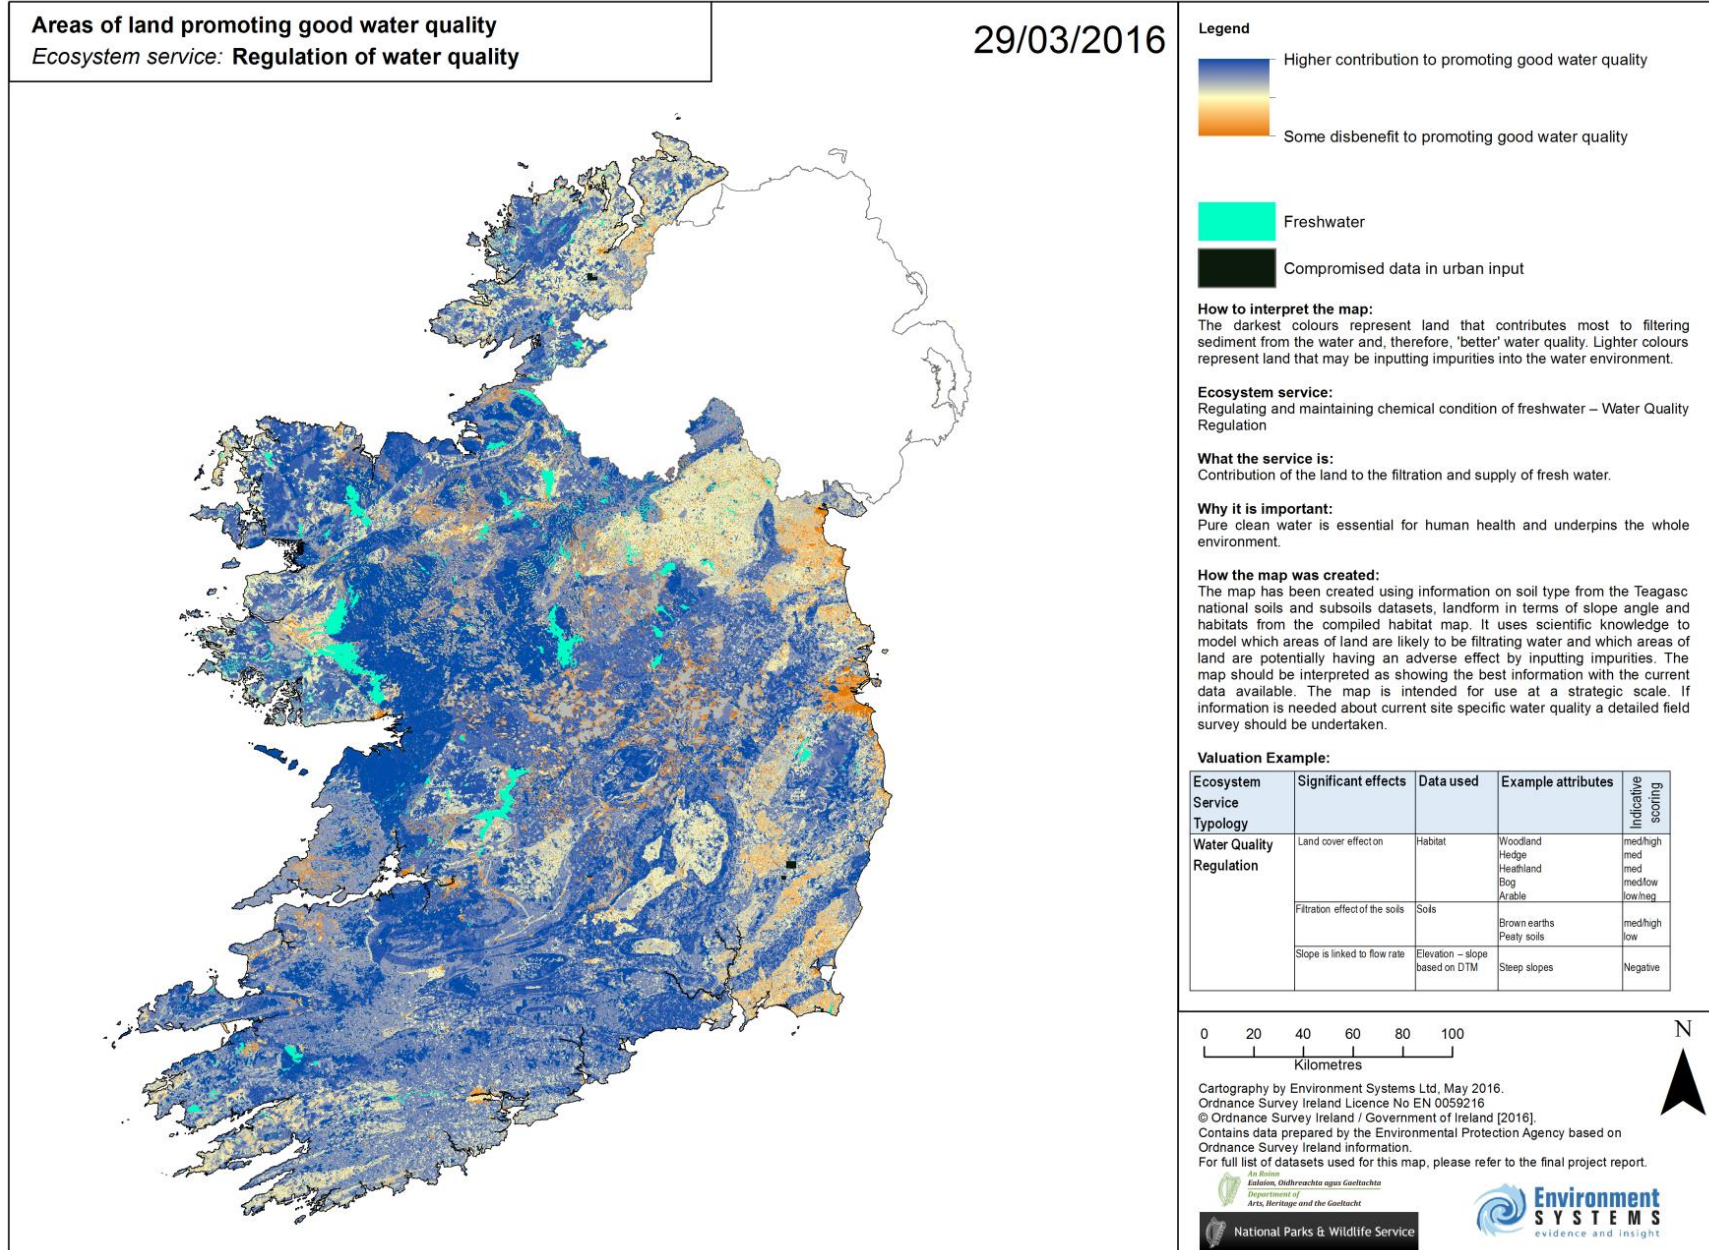 Areas of land promoting good water quality
Ecosystem service: Regulation of water quality
29/03/2016
Legend
Higher contribution to promoting good water quality
Some disbenefit to promoting good water quality
Freshwater
Compromised data in urban input
How to interpret the map:
The darkest colours represent land that contributes most to filtering
sediment from the water and, therefore, 'better' water quality. Lighter colours
represent land that may be inputting impurities into the water environment.
Ecosystem service:
Regulating and maintaining chemical condition of freshwater – Water Quality
Regulation
What the service is:
Contribution of the land to the filtration and supply of fresh water.
Why it is important:
Pure clean water is essential for human health and underpins the whole
environment.
How the map was created:
The map has been created using information on soil type from the Teagasc
national soils and subsoils datasets, landform in terms of slope angle and
habitats from the compiled habitat map. It uses scientific knowledge to
model which areas of land are likely to be filtrating water and which areas of
land are potentially having an adverse effect by inputting impurities. The
map should be interpreted as showing the best information with the current
data available. The map is intended for use at a strategic scale. If
information is needed about current site specific water quality a detailed field
survey should be undertaken.
Valuation Example:
Ecosystem Service Typology
Significant effects
Data used
Example attributes
Indicative scoring
Water Quality Regulation
Land cover effect on
Habitat
Woodland
med/high
Hedge
med
Heathland
med
Bog
med/low
Arable
low/neg
Filtration effect of the soils
Soils
Brown earths
med/high
Peaty soils
low
Slope is linked to flow rate
Elevation – slope
based on DTM
Steep slopes
Negative
0 20 40 60 80 100
Kilometres
N
Cartography by Environment Systems Ltd, May 2016.
Ordnance Survey Ireland Licence No EN 0059216
© Ordnance Survey Ireland / Government of Ireland [2016].
Contains data prepared by the Environmental Protection Agency based on
Ordnance Survey Ireland information.
For full list of datasets used for this map, please refer to the final project report.
An Roinn
Ealaíon, Oidhreachta agus Gaeltachta
Department of
Arts, Heritage and the Gaeltacht
National Parks & Wildlife Service
Environment
SYSTEMS
evidence and insight